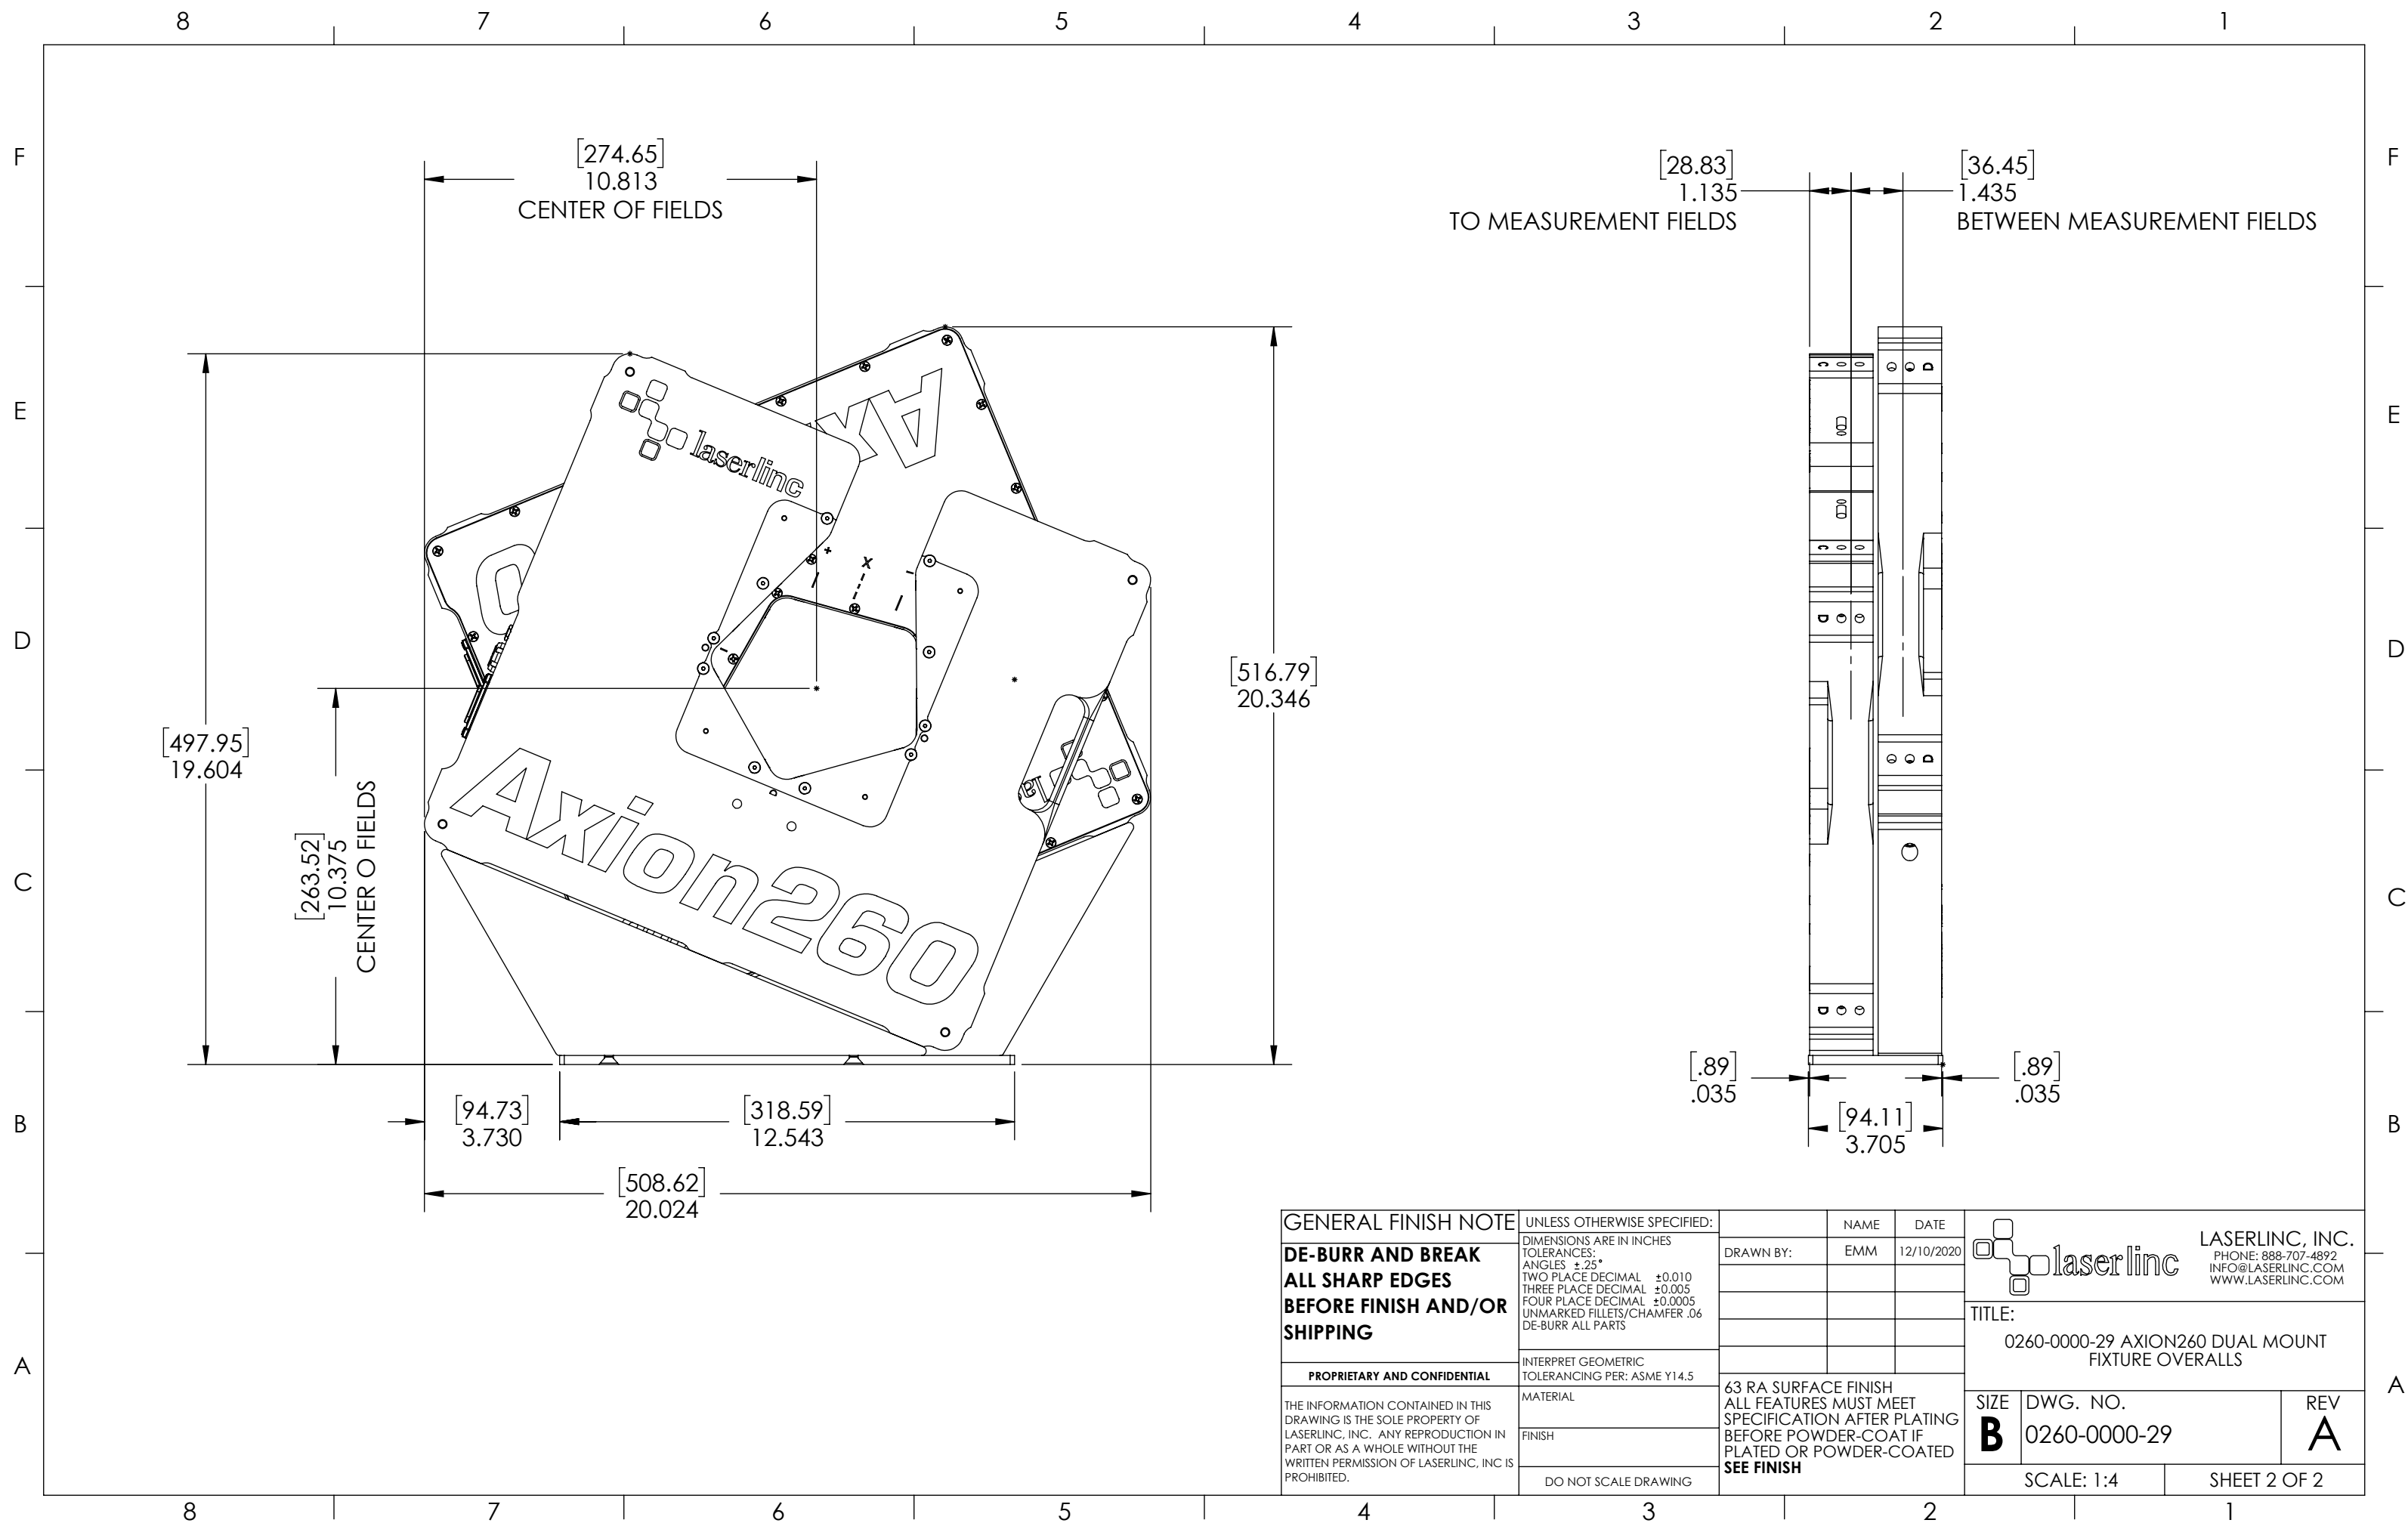 8 7 6 5 4 3 2 1
F
F
E
E
D
D
C
C
B
B
A
A
[274.65]
10.813
CENTER OF FIELDS
[28.83]
1.135
TO MEASUREMENT FIELDS
[36.45]
1.435
BETWEEN MEASUREMENT FIELDS
laserlinc
Ax
X
Axion260
[497.95]
19.604
[263.52]
10.375
CENTER O FIELDS
[516.79]
20.346
[94.73]
3.730
[318.59]
12.543
[508.62]
20.024
[.89]
.035
[.89]
.035
[94.11]
3.705
GENERAL FINISH NOTE
DE-BURR AND BREAK
ALL SHARP EDGES
BEFORE FINISH AND/OR
SHIPPING
PROPRIETARY AND CONFIDENTIAL
THE INFORMATION CONTAINED IN THIS
DRAWING IS THE SOLE PROPERTY OF
LASERLINC, INC. ANY REPRODUCTION IN
PART OR AS A WHOLE WITHOUT THE
WRITTEN PERMISSION OF LASERLINC, INC IS
PROHIBITED.
UNLESS OTHERWISE SPECIFIED:
DIMENSIONS ARE IN INCHES
TOLERANCES:
ANGLES ±.25°
TWO PLACE DECIMAL ±0.010
THREE PLACE DECIMAL ±0.005
FOUR PLACE DECIMAL ±0.0005
UNMARKED FILLETS/CHAMFER .06
DE-BURR ALL PARTS
INTERPRET GEOMETRIC
TOLERANCING PER: ASME Y14.5
MATERIAL
FINISH
DO NOT SCALE DRAWING
NAME DATE
DRAWN BY: EMM 12/10/2020
63 RA SURFACE FINISH
ALL FEATURES MUST MEET
SPECIFICATION AFTER PLATING
BEFORE POWDER-COAT IF
PLATED OR POWDER-COATED
SEE FINISH
laserlinc
LASERLINC, INC.
PHONE: 888-707-4892
INFO@LASERLINC.COM
WWW.LASERLINC.COM
TITLE:
0260-0000-29 AXION260 DUAL MOUNT
FIXTURE OVERALLS
SIZE
B
DWG. NO.
0260-0000-29
REV
A
SCALE: 1:4
SHEET 2 OF 2
8 7 6 5 4 3 2 1